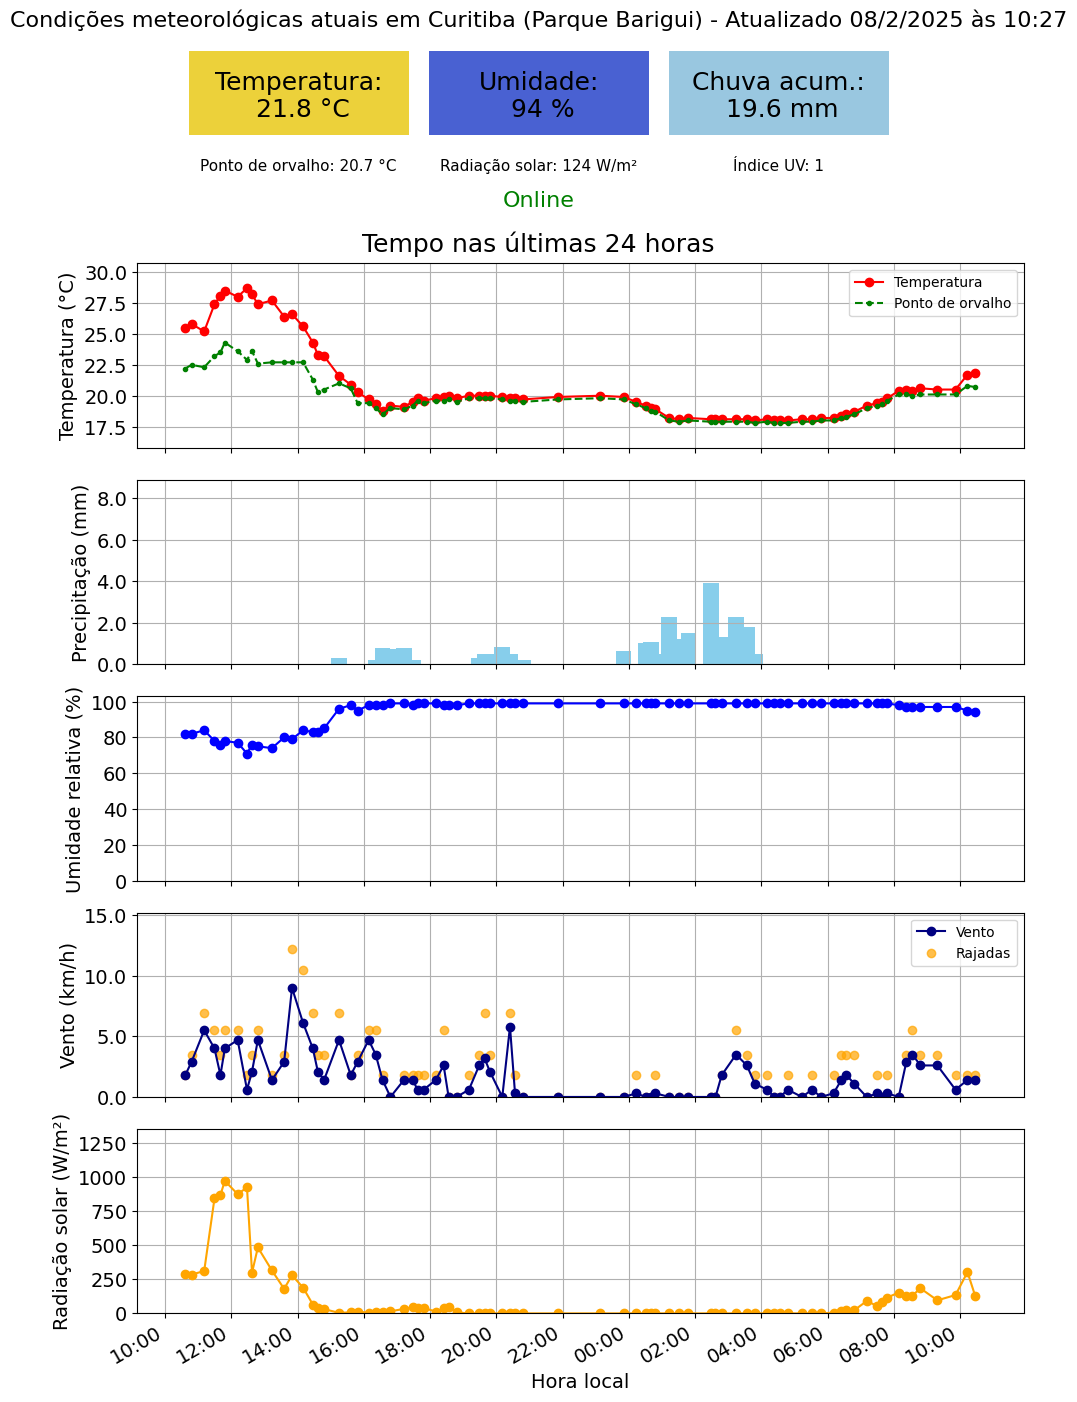 Condições meteorológicas atuais em Curitiba (Parque Barigui) - Atualizado 08/2/2025 às 10:27
Temperatura:
21.8 °C
Umidade:
94 %
Chuva acum.:
19.6 mm
Ponto de orvalho: 20.7 °C
Radiação solar: 124 W/m²
Índice UV: 1
Online
Tempo nas últimas 24 horas
Temperatura (°C)
30.0
27.5
25.0
22.5
20.0
17.5
Temperatura
Ponto de orvalho
Precipitação (mm)
8.0
6.0
4.0
2.0
0.0
Umidade relativa (%)
100
80
60
40
20
0
Vento (km/h)
15.0
10.0
5.0
0.0
Vento
Rajadas
Radiação solar (W/m²)
1250
1000
750
500
250
0
10:00
12:00
14:00
16:00
18:00
20:00
22:00
00:00
02:00
04:00
06:00
08:00
10:00
Hora local